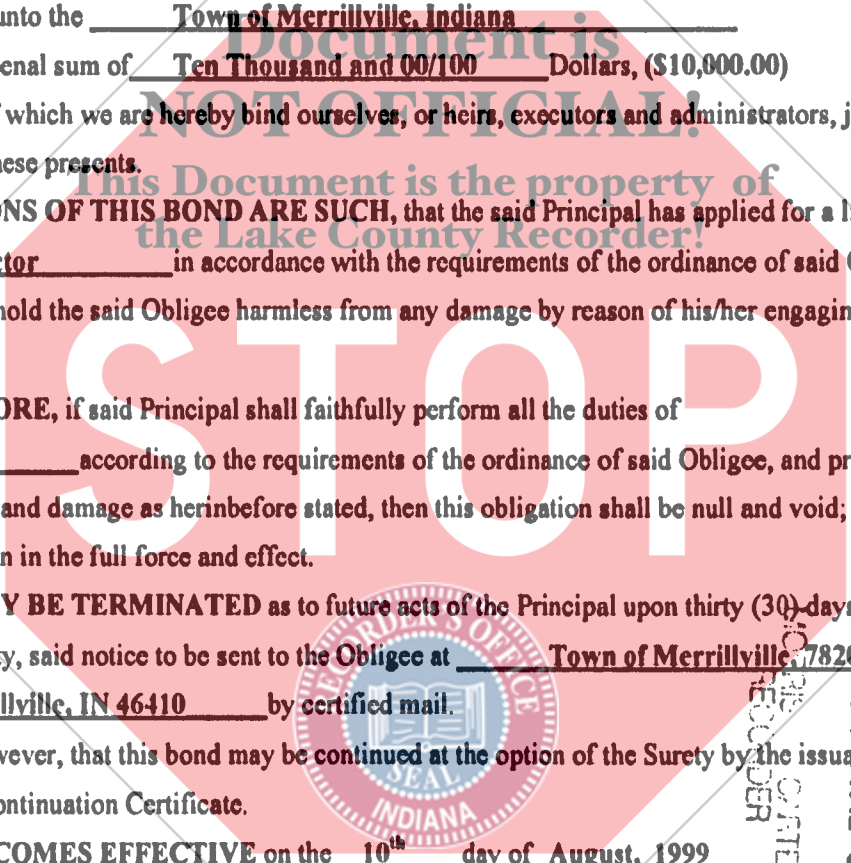 unto the Town of Merrillville, Indiana
Document is
enal sum of Ten Thousand and 00/100 Dollars, ($10,000.00)
NOT OFFICIAL!
which we are hereby bind ourselves, or heirs, executors and administrators, j
hese presents.
This Document is the property of
ONS OF THIS BOND ARE SUCH, that the said Principal has applied for a l
the Lake County Recorder!
ctor in accordance with the requirements of the ordinance of said
hold the said Obligee harmless from any damage by reason of his/her engagin
STOP
ORE, if said Principal shall faithfully perform all the duties of
according to the requirements of the ordinance of said Obligee, and pr
and damage as herinbefore stated, then this obligation shall be null and void;
n in the full force and effect.
Y BE TERMINATED as to future acts of the Principal upon thirty (30) days
y, said notice to be sent to the Obligee at Town of Merrillville, 7820
llville, IN 46410 by certified mail.
wever, that this bond may be continued at the option of the Surety by the issua
ontinuation Certificate.
COMES EFFECTIVE on the 10th day of August, 1999
RECORDER'S OFFICE
SEAL
INDIANA
RECORDER